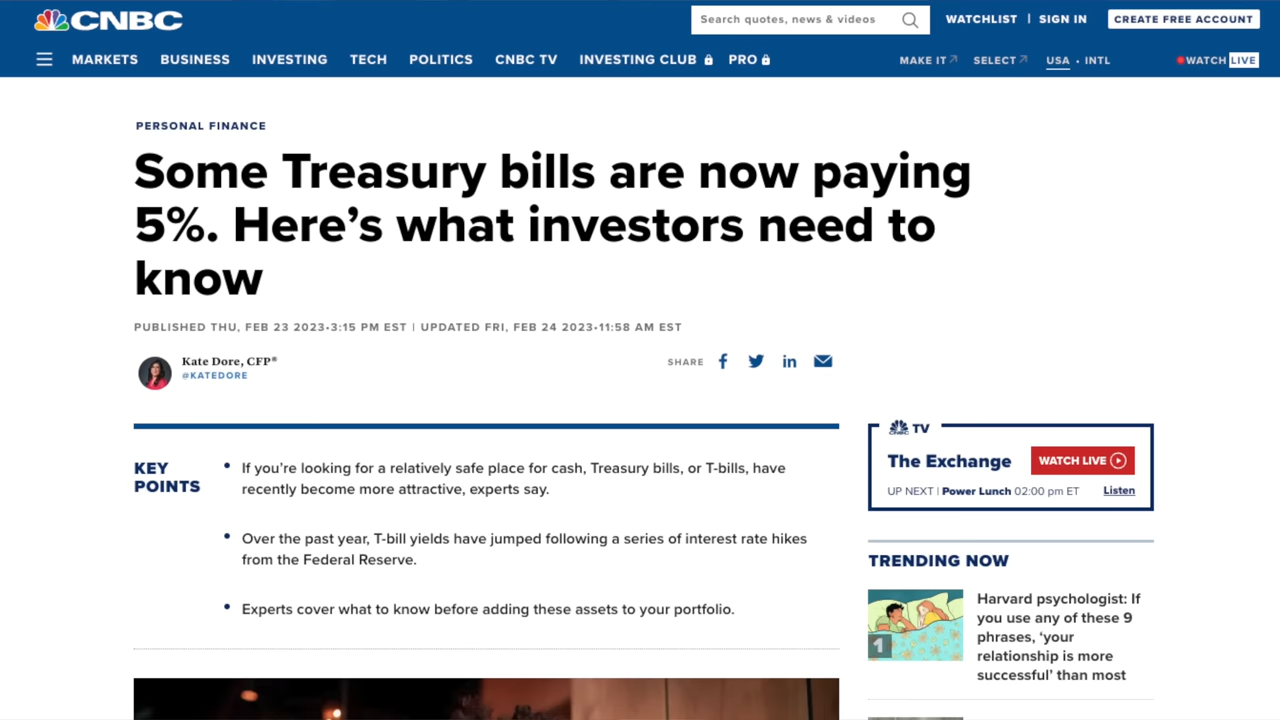 CNBC
Search quotes, news & videos
WATCHLIST | SIGN IN
CREATE FREE ACCOUNT
MARKETS BUSINESS INVESTING TECH POLITICS CNBC TV INVESTING CLUB PRO
MAKE IT SELECT USA • INTL WATCH LIVE
PERSONAL FINANCE
Some Treasury bills are now paying
5%. Here’s what investors need to
know
PUBLISHED THU, FEB 23 2023•3:15 PM EST | UPDATED FRI, FEB 24 2023•11:58 AM EST
Kate Dore, CFP®
@KATEDORE
SHARE
KEY
POINTS
• If you’re looking for a relatively safe place for cash, Treasury bills, or T-bills, have
recently become more attractive, experts say.
• Over the past year, T-bill yields have jumped following a series of interest rate hikes
from the Federal Reserve.
• Experts cover what to know before adding these assets to your portfolio.
CNBC TV
The Exchange
WATCH LIVE
UP NEXT | Power Lunch 02:00 pm ET
Listen
TRENDING NOW
1
Harvard psychologist: If
you use any of these 9
phrases, ‘your
relationship is more
successful’ than most